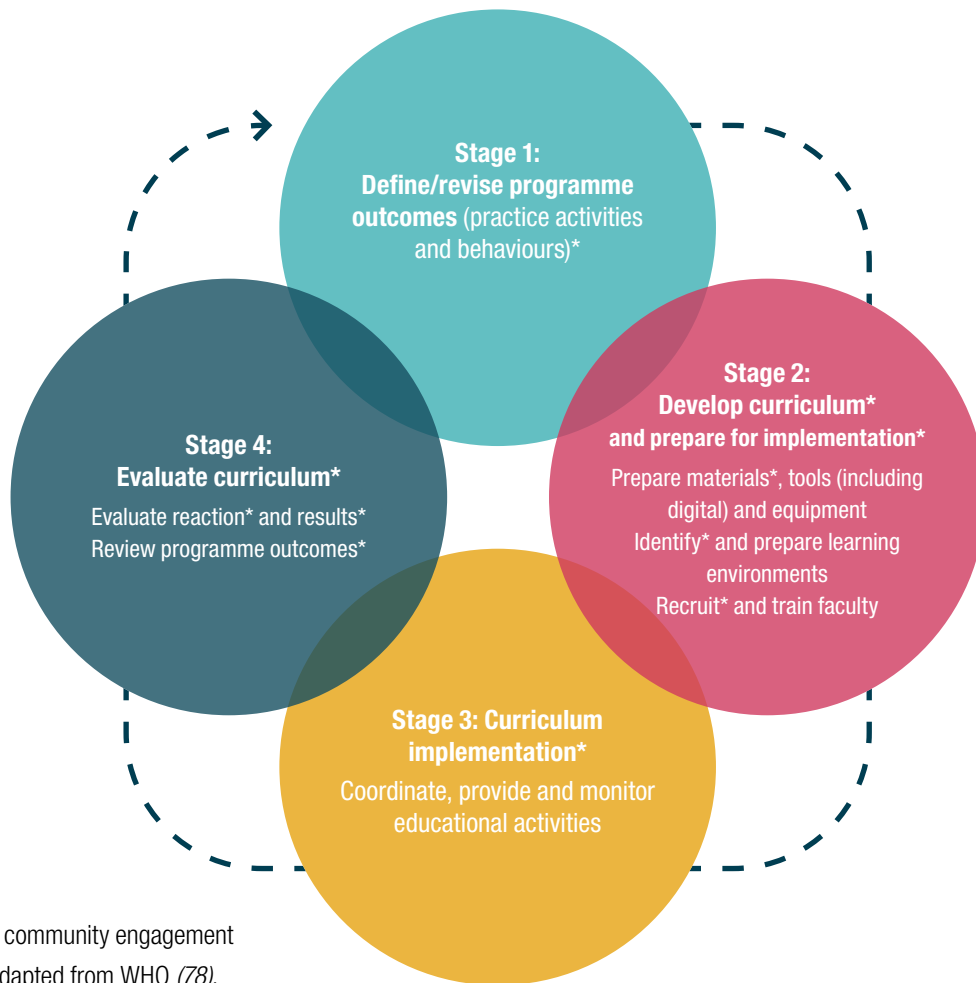 Stage 1:
Define/revise programme
outcomes (practice activities
and behaviours)*
Stage 2:
Develop curriculum*
and prepare for implementation*
Prepare materials*, tools (including
digital) and equipment
Identify* and prepare learning
environments
Recruit* and train faculty
Stage 3: Curriculum
implementation*
Coordinate, provide and monitor
educational activities
Stage 4:
Evaluate curriculum*
Evaluate reaction* and results*
Review programme outcomes*
community engagement
from WHO (78).